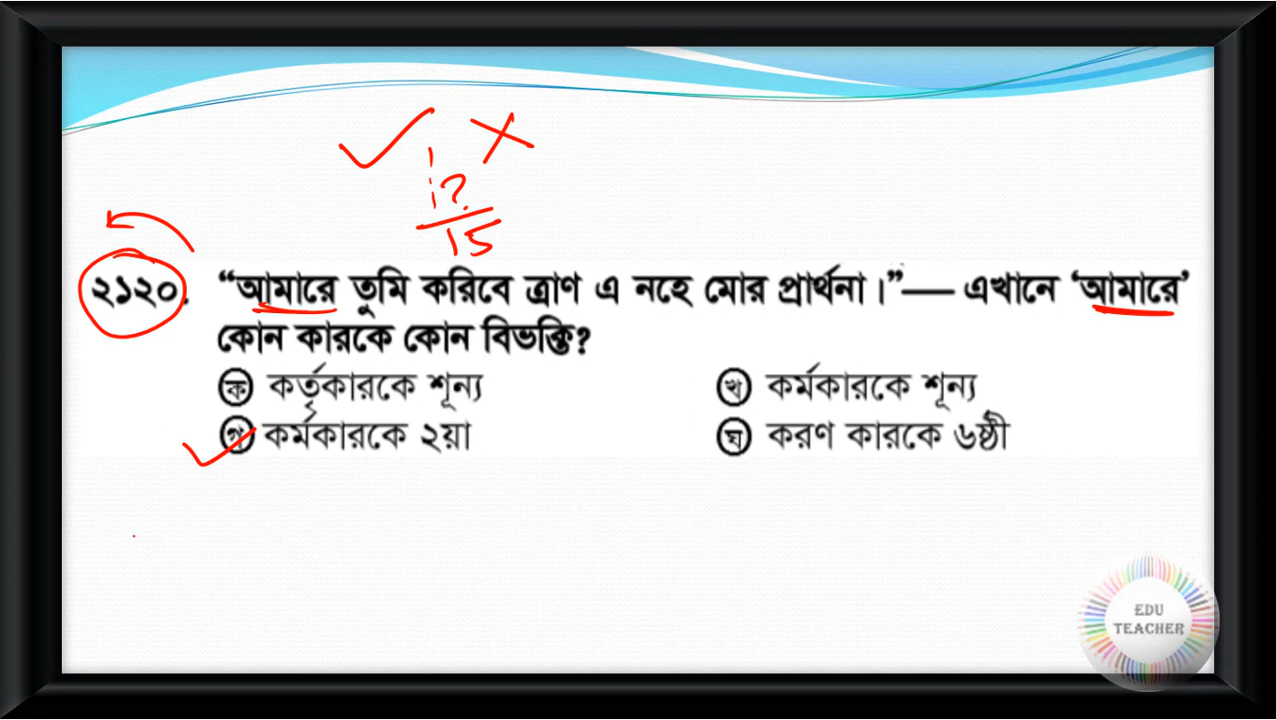 i?
15
২১২০. “আমারে তুমি করিবে ত্রাণ এ নহে মোর প্রার্থনা।”— এখানে ‘আমারে’
কোন কারকে কোন বিভক্তি?
ক কর্তৃকারকে শূন্য
খ কর্মকারকে শূন্য
গ কর্মকারকে ২য়া
ঘ করণ কারকে ৬ষ্ঠী
EDU
TEACHER